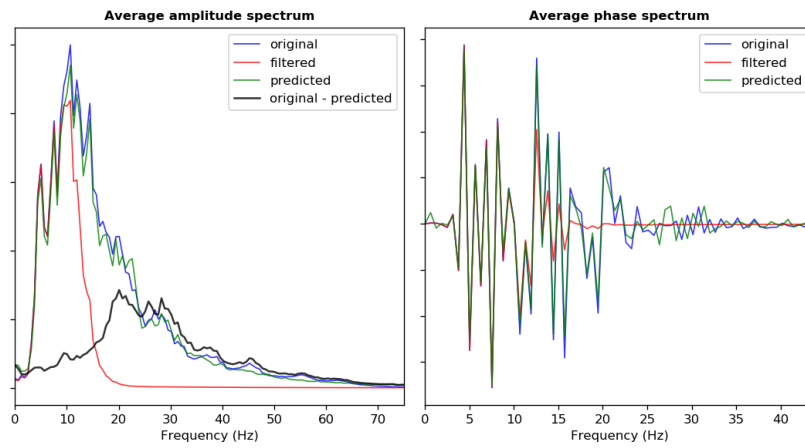 Average amplitude spectrum
original
filtered
predicted
original - predicted
0
10
20
30
40
50
60
70
Frequency (Hz)
Average phase spectrum
original
filtered
predicted
0
5
10
15
20
25
30
35
40
Frequency (Hz)